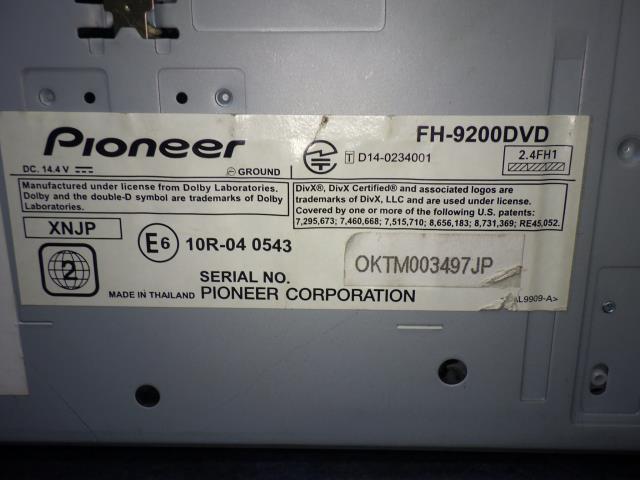 Pioneer
FH-9200DVD
DC. 14.4 V
GROUND
T D14-0234001
2.4FH1
Manufactured under license from Dolby Laboratories.
Dolby and the double-D symbol are trademarks of Dolby
Laboratories.
DivX®, DivX Certified® and associated logos are
trademarks of DivX, LLC and are used under license.
Covered by one or more of the following U.S. patents:
7,295,673; 7,460,668; 7,515,710; 8,656,183; 8,731,369; RE45,052.
XNJP
E6 10R-04 0543
2
SERIAL NO.
OKTM003497JP
MADE IN THAILAND PIONEER CORPORATION
AL9909-A>